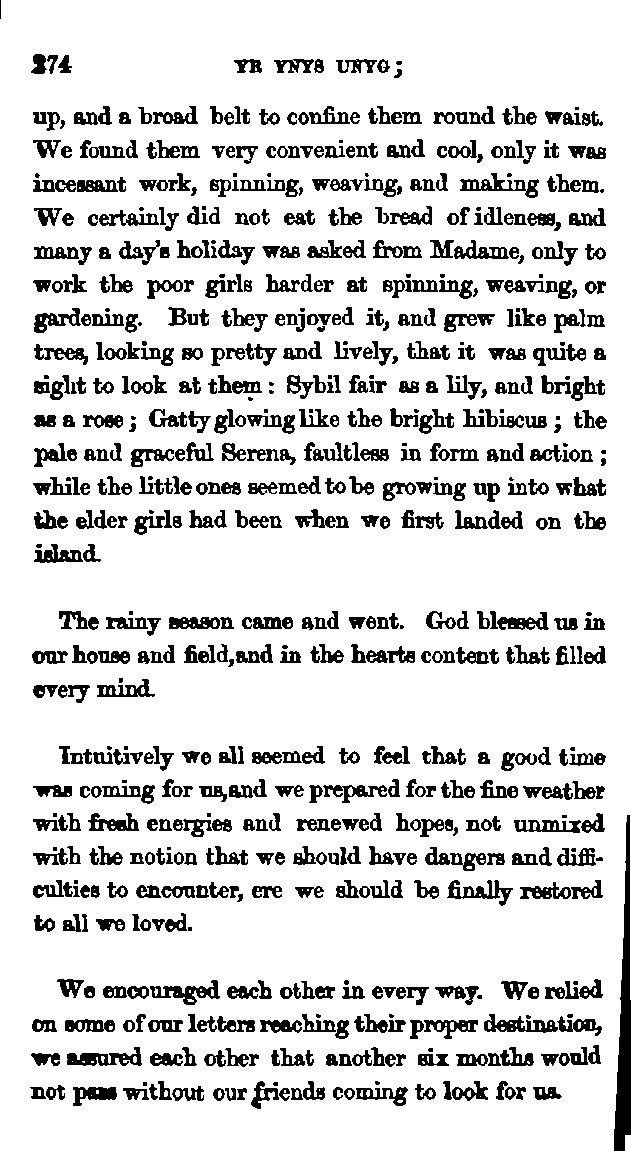 274 YR YNYS UNYG;
up, and a broad belt to confine them round the waist.
We found them very convenient and cool, only it was
incessant work, spinning, weaving, and making them.
We certainly did not eat the bread of idleness, and
many a day's holiday was asked from Madame, only to
work the poor girls harder at spinning, weaving, or
gardening. But they enjoyed it, and grew like palm
trees, looking so pretty and lively, that it was quite a
sight to look at them: Sybil fair as a lily, and bright
as a rose; Gatty glowing like the bright hibiscus; the
pale and graceful Serena, faultless in form and action;
while the little ones seemed to be growing up into what
the elder girls had been when we first landed on the
island.
The rainy season came and went. God blessed us in
our house and field, and in the hearts content that filled
every mind.
Intuitively we all seemed to feel that a good time
was coming for us, and we prepared for the fine weather
with fresh energies and renewed hopes, not unmixed
with the notion that we should have dangers and diffi-
culties to encounter, ere we should be finally restored
to all we loved.
We encouraged each other in every way. We relied
on some of our letters reaching their proper destination,
we assured each other that another six months would
not pass without our friends coming to look for us.